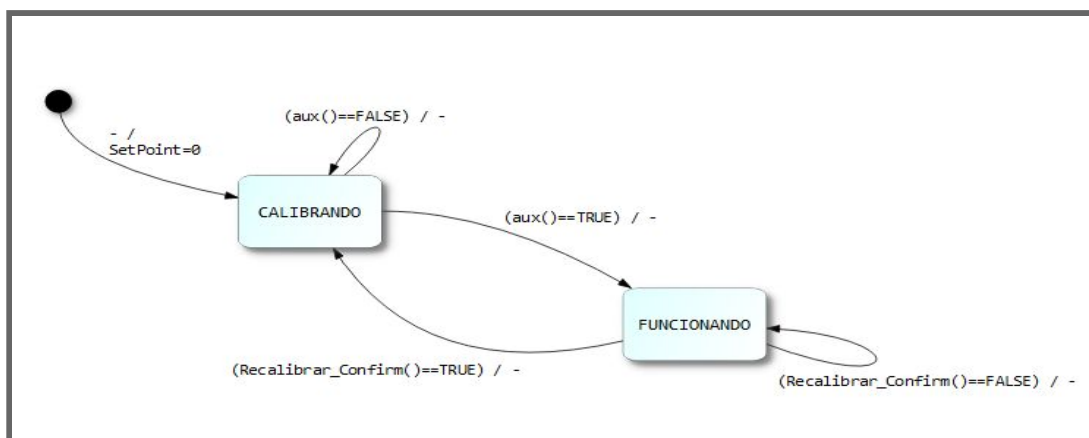 (aux()==FALSE) / -
- /
SetPoint=0
CALIBRANDO
(aux()==TRUE) / -
FUNCIONANDO
(Recalibrar_Confirm()==TRUE) / -
(Recalibrar_Confirm()==FALSE) / -